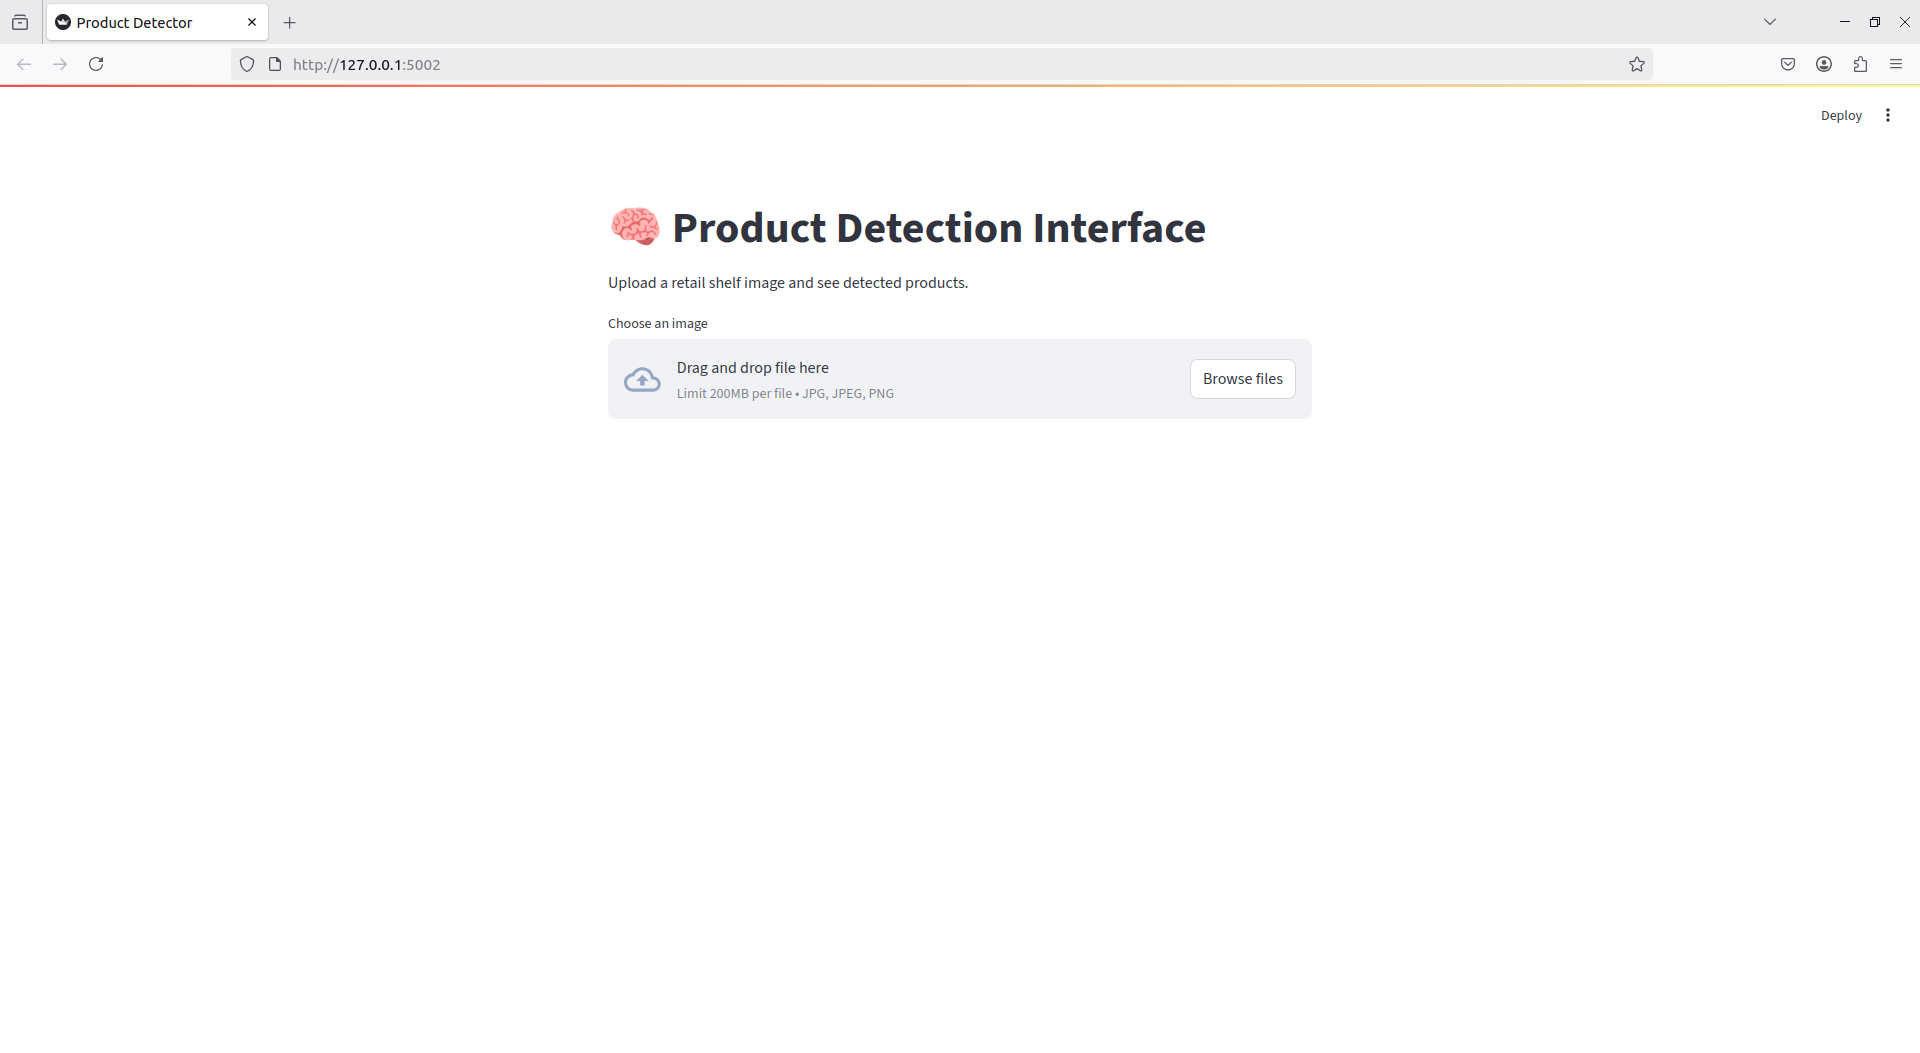 Product Detector
http://127.0.0.1:5002
Deploy
Product Detection Interface
Upload a retail shelf image and see detected products.
Choose an image
Drag and drop file here
Limit 200MB per file • JPG, JPEG, PNG
Browse files